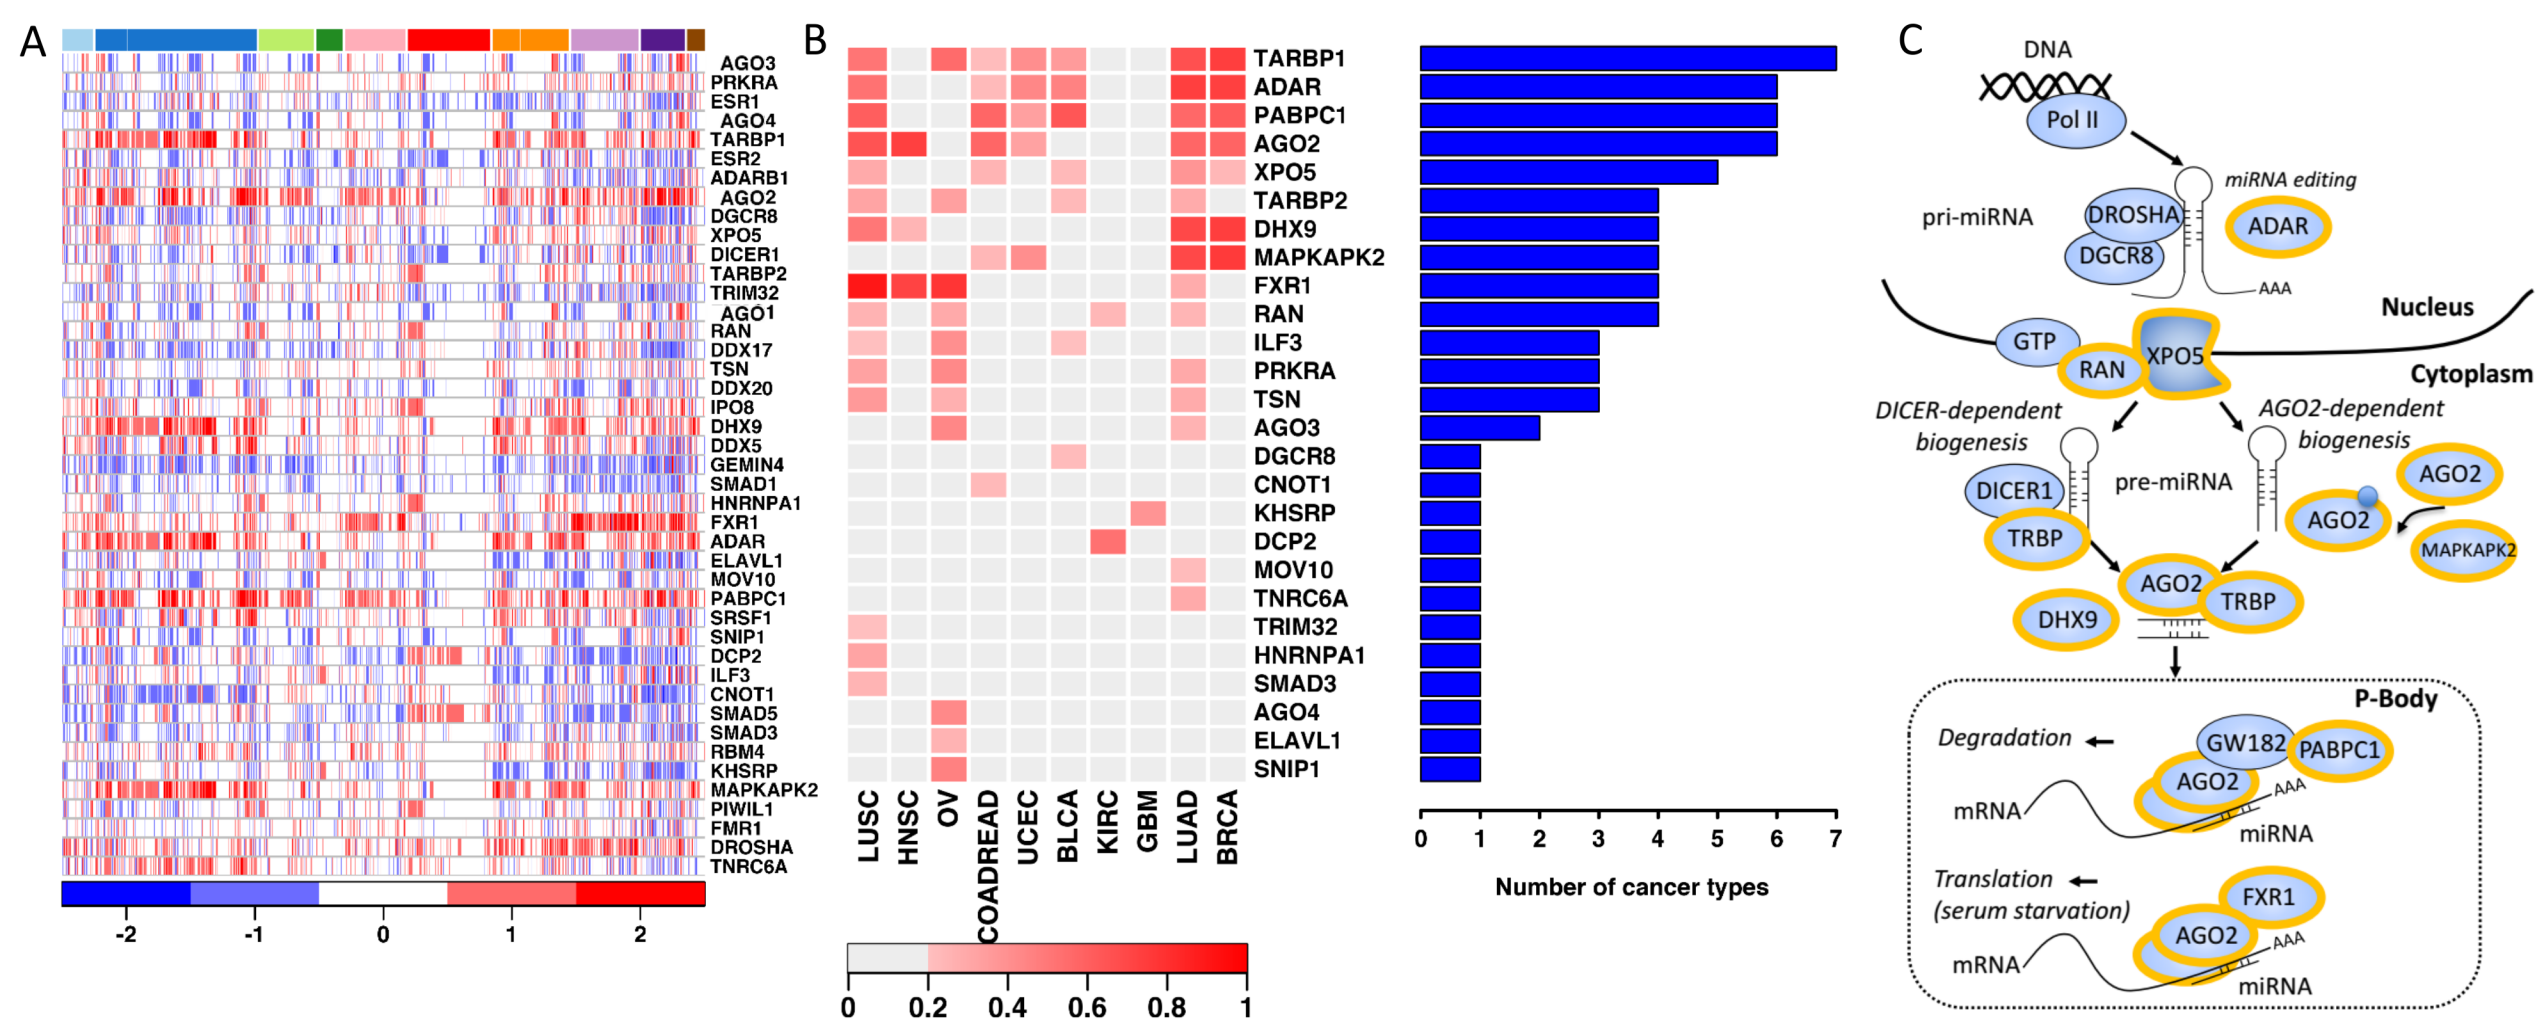 A
AGO3
PRKRA
ESR1
AGO4
TARBP1
ESR2
ADARB1
AGO2
DGCR8
XPO5
DICER1
TARBP2
TRIM32
AGO1
RAN
DDX17
TSN
DDX20
IPO8
DHX9
DDX5
GEMIN4
SMAD1
HNRNPA1
FXR1
ADAR
ELAVL1
MOV10
PABPC1
SRSF1
SNIP1
DCP2
ILF3
CNOT1
SMAD5
SMAD3
RBM4
KHSRP
MAPKAPK2
PIWIL1
FMR1
DROSHA
TNRC6A
-2 -1 0 1 2
B
TARBP1
ADAR
PABPC1
AGO2
XPO5
TARBP2
DHX9
MAPKAPK2
FXR1
RAN
ILF3
PRKRA
TSN
AGO3
DGCR8
CNOT1
KHSRP
DCP2
MOV10
TNRC6A
TRIM32
HNRNPA1
SMAD3
AGO4
ELAVL1
SNIP1
LUSC
HNSC
OV
COADREAD
UCEC
BLCA
KIRC
GBM
LUAD
BRCA
0 0.2 0.4 0.6 0.8 1
0 1 2 3 4 5 6 7
Number of cancer types
C
DNA
Pol II
miRNA editing
pri-miRNA
DROSHA
DGCR8
ADAR
AAA
Nucleus
GTP
RAN
XPO5
Cytoplasm
DICER-dependent
biogenesis
AGO2-dependent
biogenesis
DICER1
TRBP
pre-miRNA
AGO2
AGO2
MAPKAPK2
AGO2
TRBP
DHX9
P-Body
Degradation
GW182
PABPC1
AGO2
AAA
mRNA
miRNA
Translation
(serum starvation)
FXR1
AGO2
AAA
mRNA
miRNA